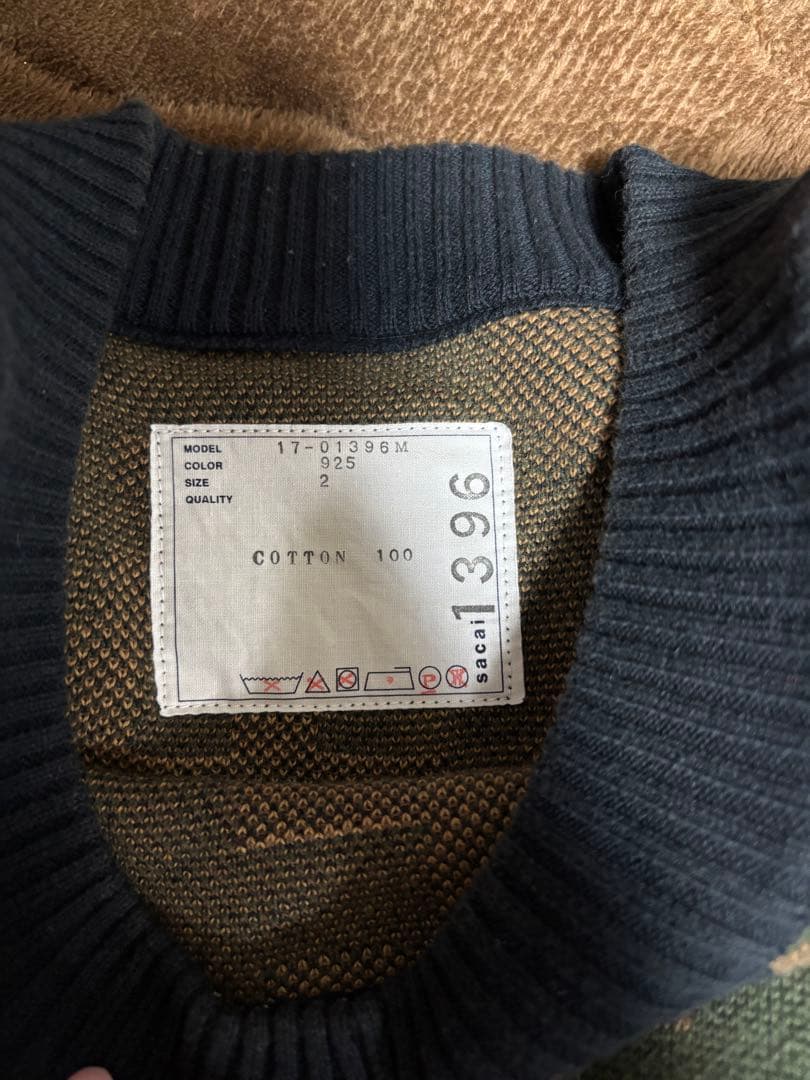 MODEL 17-01396M
COLOR 925
SIZE 2
QUALITY
COTTON 100
sacai 1396
P